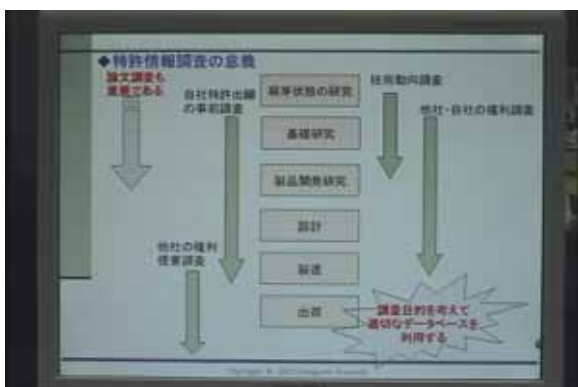 ◆特許情報調査の意義
論文調査も
重要である
自社特許出願
の事前調査
萌芽状態の研究
技術動向調査
他社・自社の権利調査
基礎研究
製品開発研究
設計
他社の権利
侵害調査
製造
出荷
調査目的を考えて
適切なデータベースを
利用する